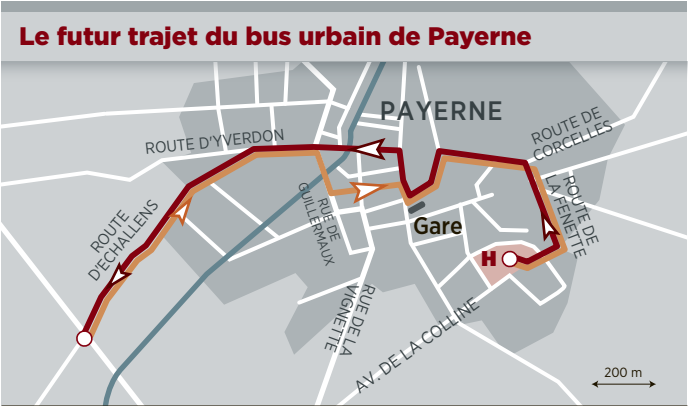 Le futur trajet du bus urbain de Payerne
PAYERNE
ROUTE DE
CORCELLES
ROUTE D'YVERDON
ROUTE
D'ECHALLENS
RUE DE
GUILLERMAUX
ROUTE DE
LA FENETTE
Gare
H
RUE DE LA
VIGNETTE
AV. DE LA COLLINE
200 m